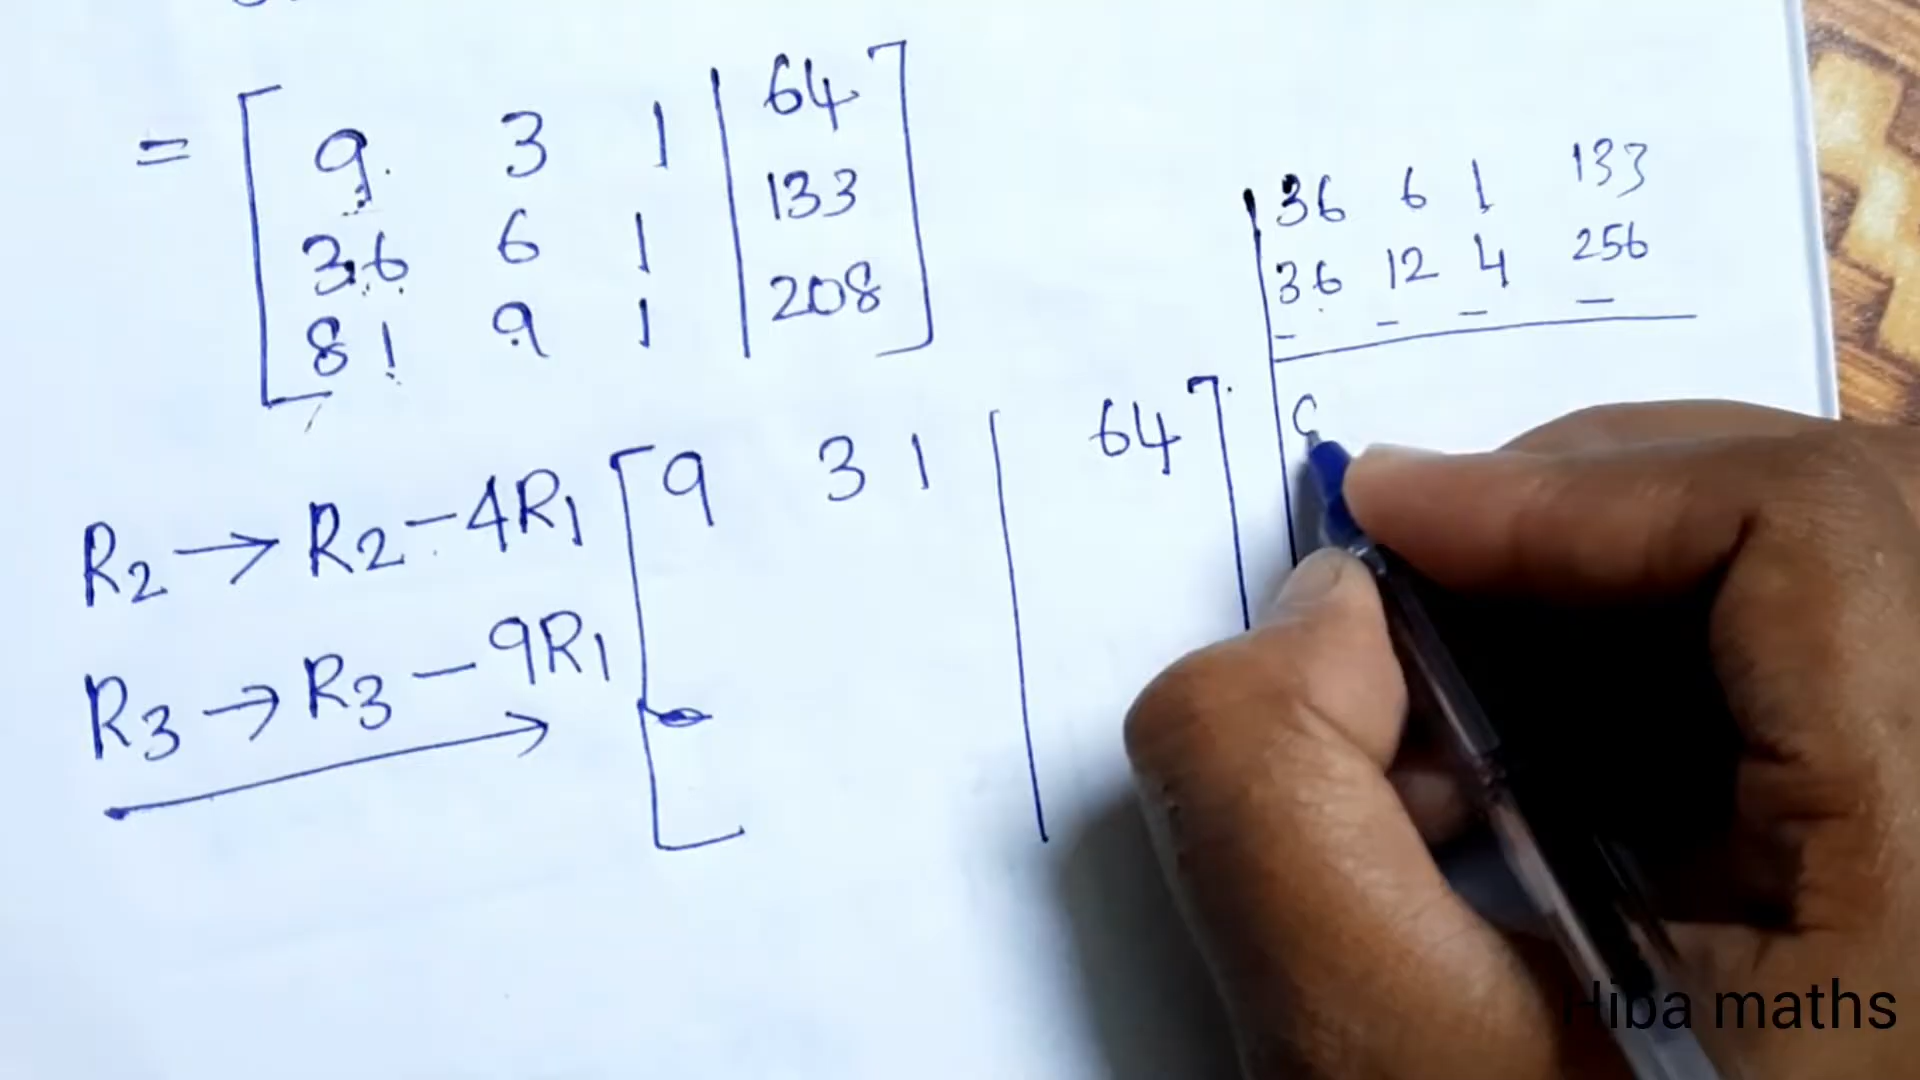 = [ 9 3 1 | 64 ]
36 6 1 | 133
81 9 1 | 208
36 6 1 133
36 12 4 256
- - - -
R2 → R2 - 4R1 [ 9 3 1 | 64 ]
R3 → R3 - 9R1
Hiba maths